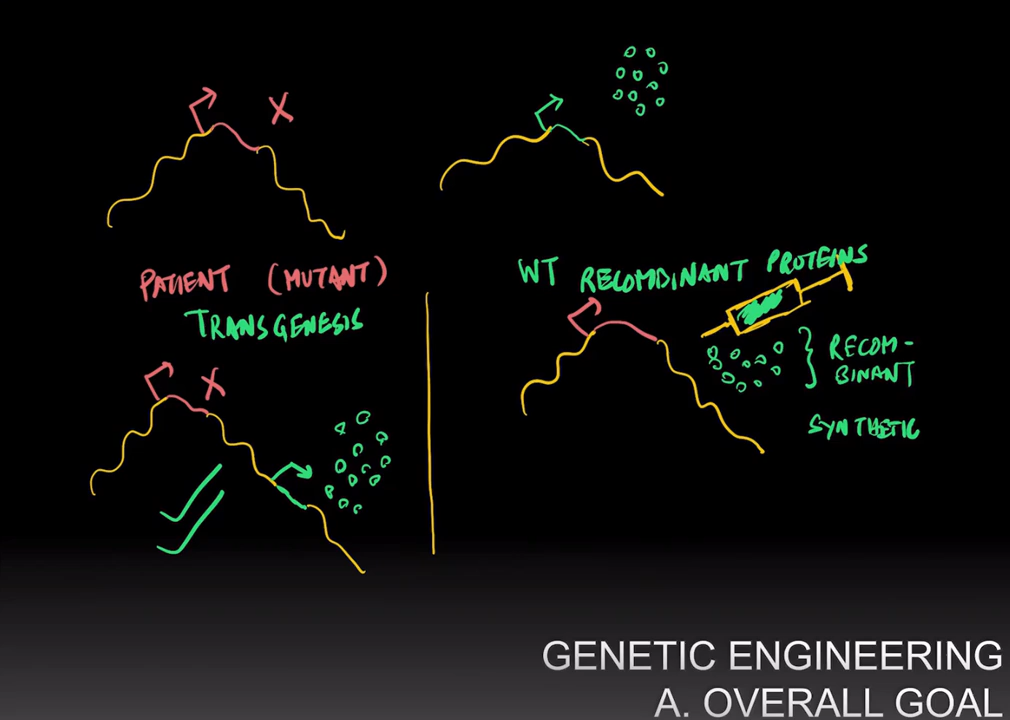 X
PATIENT (MUTANT)
WT RECOMBINANT PROTEINS
TRANSGENESIS
X
RECOM-
BINANT
SYNTHETIC
GENETIC ENGINEERING
A. OVERALL GOAL